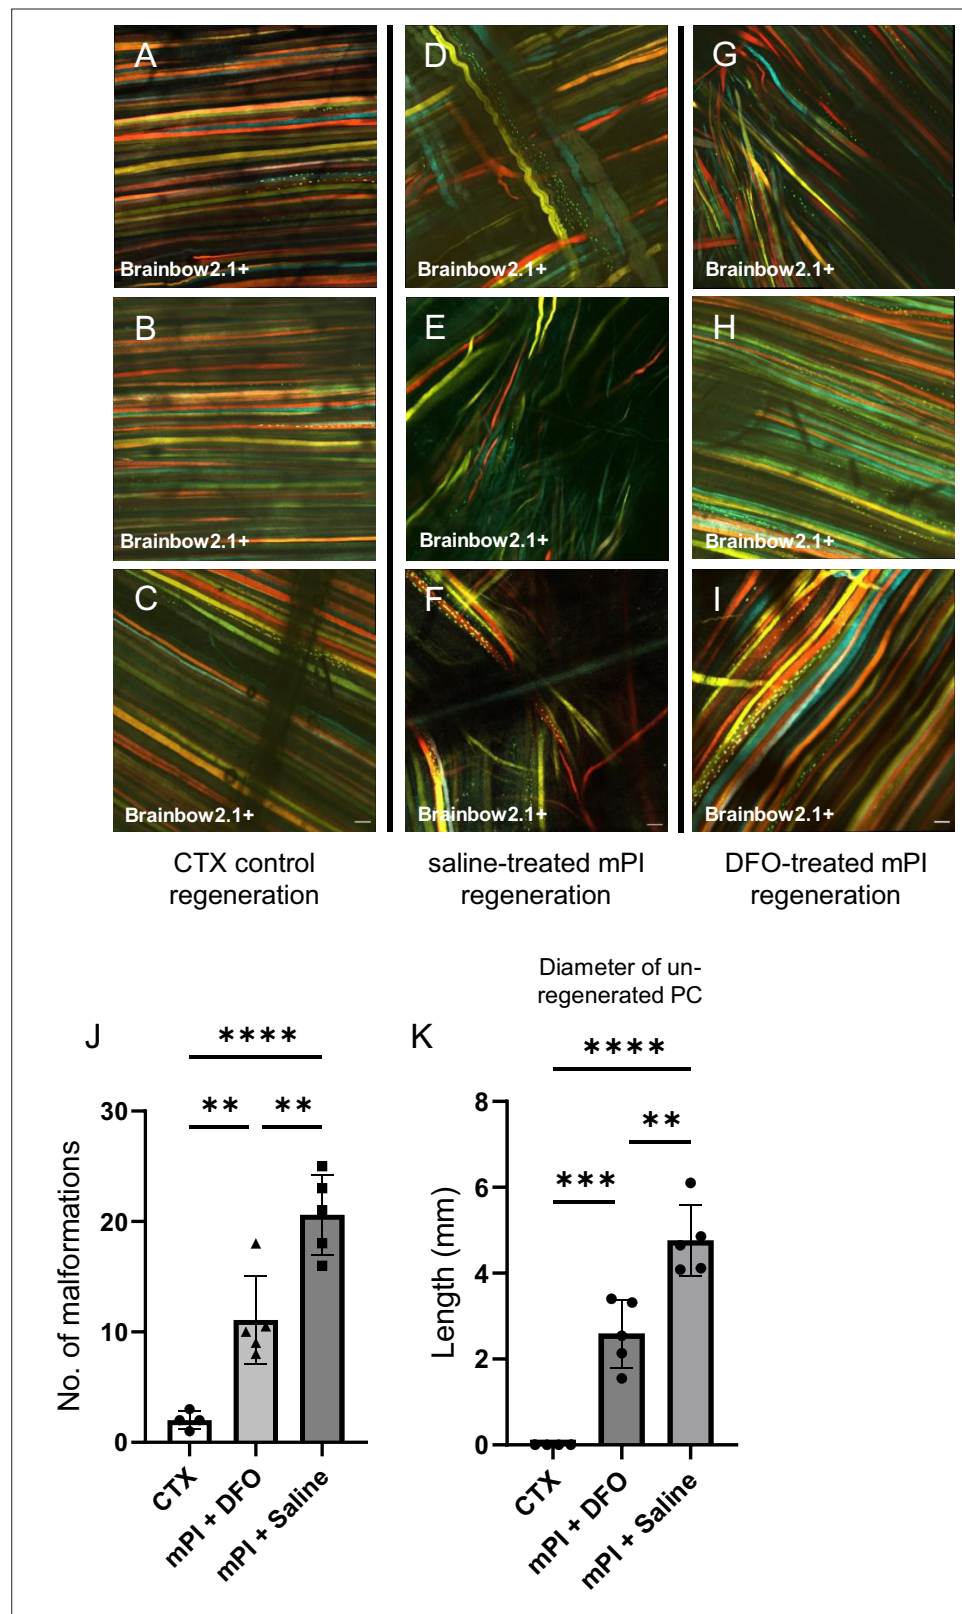 A
D
G
Brainbow2.1+
Brainbow2.1+
Brainbow2.1+
B
E
H
Brainbow2.1+
Brainbow2.1+
Brainbow2.1+
C
F
I
Brainbow2.1+
Brainbow2.1+
Brainbow2.1+
CTX control
regeneration
saline-treated mPI
regeneration
DFO-treated mPI
regeneration
J
****
**
**
No. of malformations
30
20
10
0
CTX
mPI + DFO
mPI + Saline
Diameter of un-
regenerated PC
K
****
**
***
Length (mm)
8
6
4
2
0
CTX
mPI + DFO
mPI + Saline